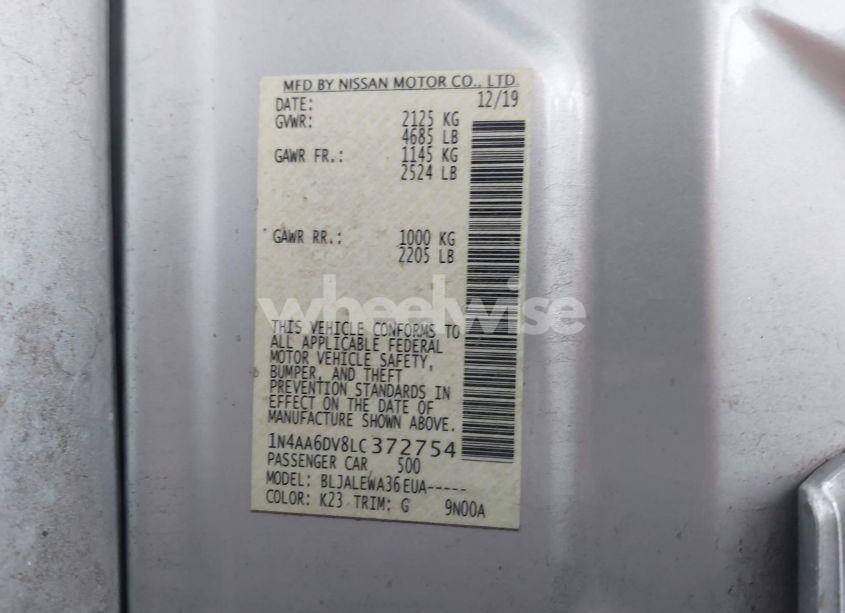 MFD BY NISSAN MOTOR CO., LTD.
DATE: 12/19
GVWR: 2125 KG
4685 LB
GAWR FR.: 1145 KG
2524 LB
GAWR RR.: 1000 KG
2205 LB
wheelwise
THIS VEHICLE CONFORMS TO
ALL APPLICABLE FEDERAL
MOTOR VEHICLE SAFETY,
BUMPER, AND THEFT
PREVENTION STANDARDS IN
EFFECT ON THE DATE OF
MANUFACTURE SHOWN ABOVE.
1N4AA6DV8LC372754
PASSENGER CAR 500
MODEL: BLJALEWA36EUA-----
COLOR: K23 TRIM: G 9N00A